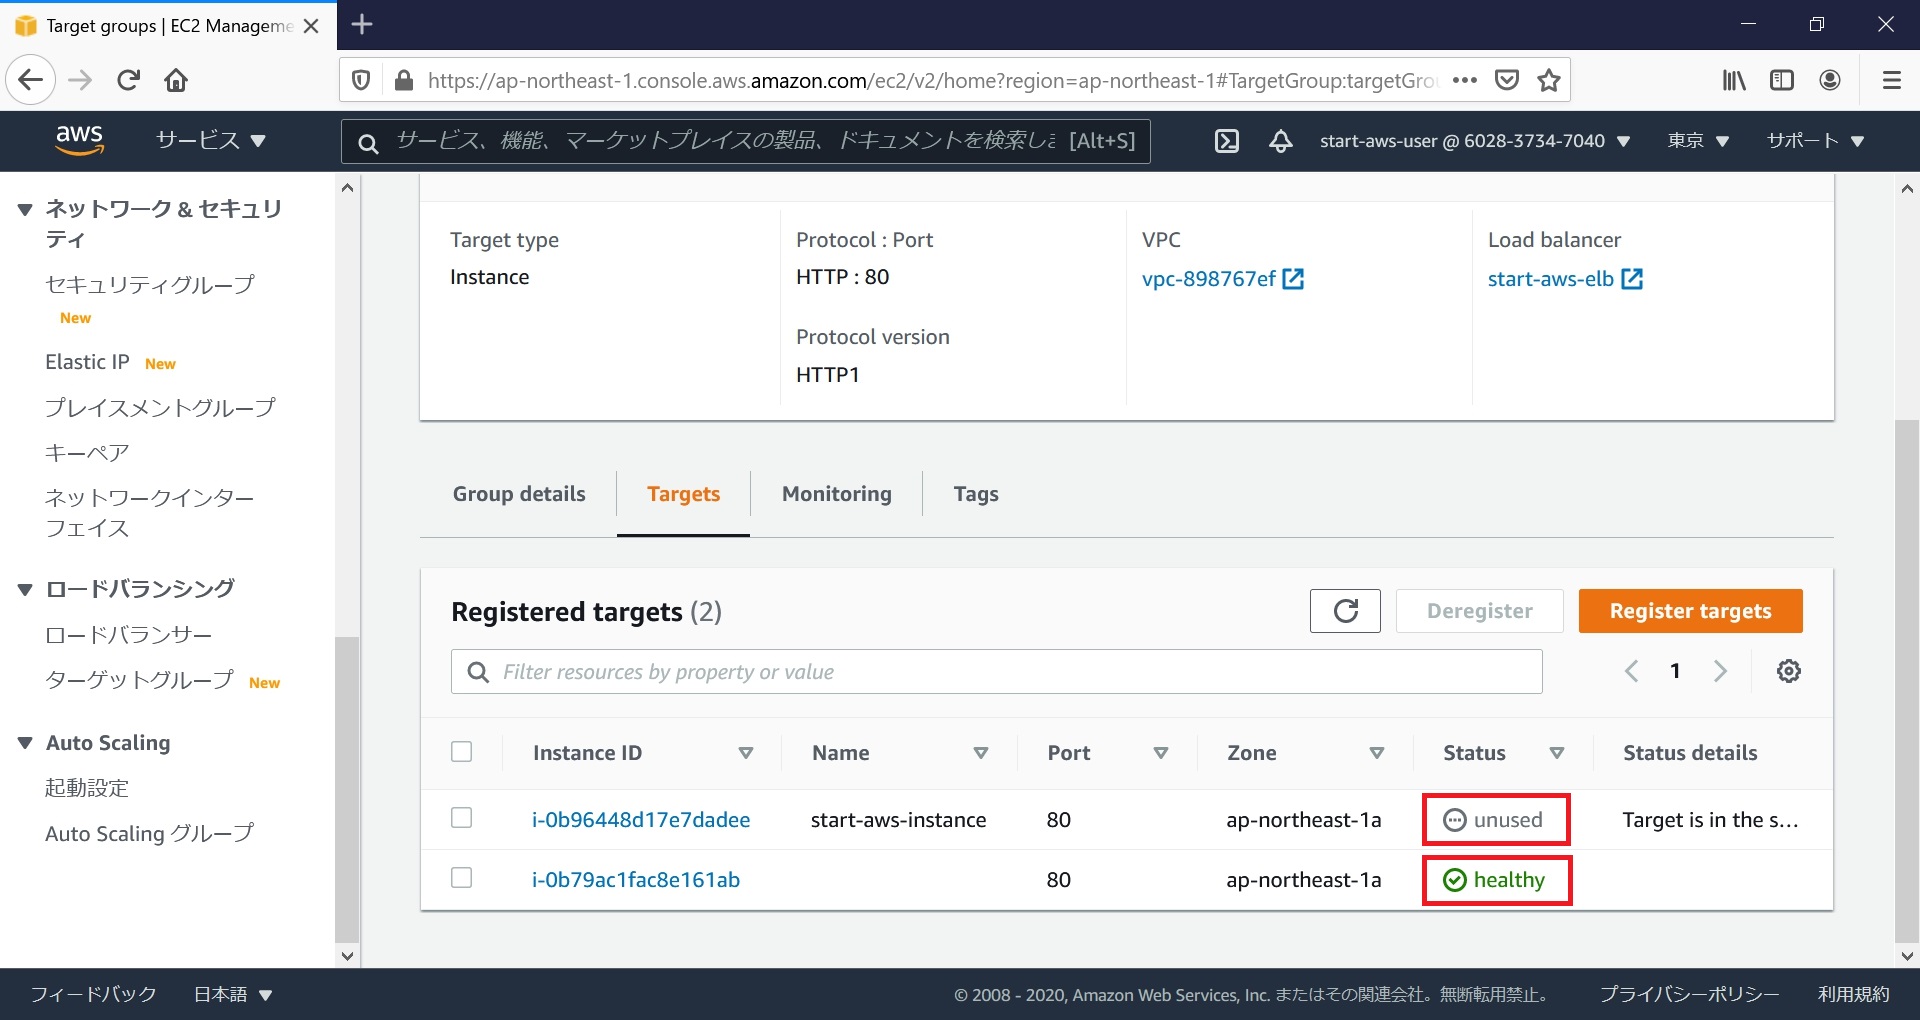 Target groups | EC2 Manageme
https://ap-northeast-1.console.aws.amazon.com/ec2/v2/home?region=ap-northeast-1#TargetGroup:targetGro
aws
サービス
サービス、機能、マーケットプレイスの製品、ドキュメントを検索しま [Alt+S]
start-aws-user @ 6028-3734-7040
東京
サポート
ネットワーク & セキュリ
ティ
セキュリティグループ
New
Elastic IP New
プレイスメントグループ
キーペア
ネットワークインター
フェイス
ロードバランシング
ロードバランサー
ターゲットグループ New
Auto Scaling
起動設定
Auto Scaling グループ
Target type
Instance
Protocol : Port
HTTP : 80
Protocol version
HTTP1
VPC
vpc-898767ef
Load balancer
start-aws-elb
Group details
Targets
Monitoring
Tags
Registered targets (2)
Deregister
Register targets
Filter resources by property or value
1
Instance ID Name Port Zone Status Status details
i-0b96448d17e7dadee start-aws-instance 80 ap-northeast-1a unused Target is in the s...
i-0b79ac1fac8e161ab 80 ap-northeast-1a healthy
フィードバック
日本語
© 2008 - 2020, Amazon Web Services, Inc. またはその関連会社。無断転用禁止。
プライバシーポリシー
利用規約